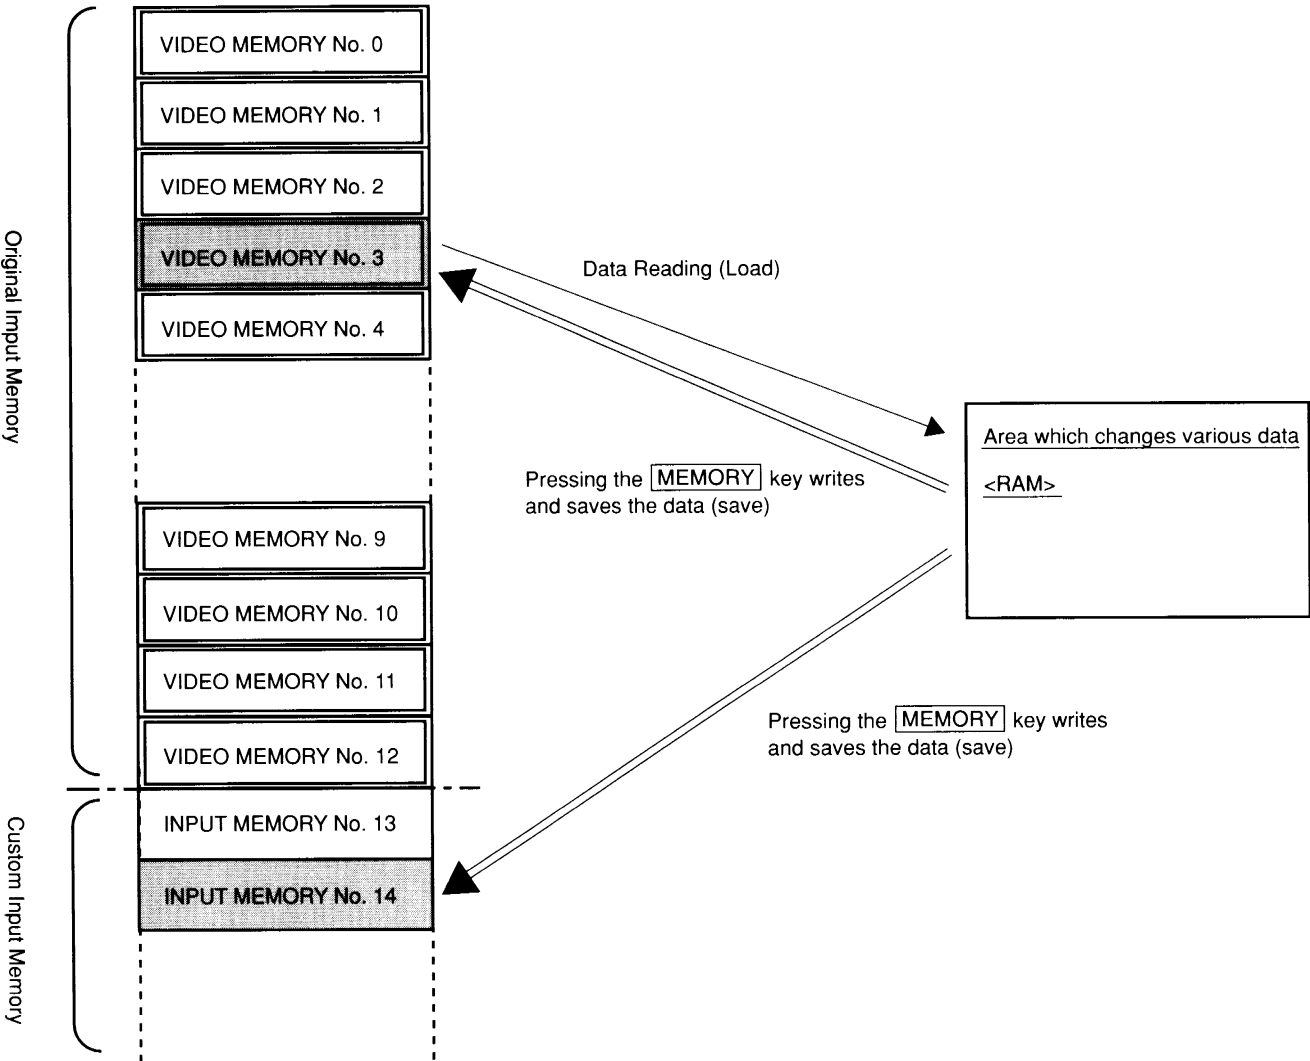 VIDEO MEMORY No. 0
VIDEO MEMORY No. 1
VIDEO MEMORY No. 2
VIDEO MEMORY No. 3
VIDEO MEMORY No. 4
Original Imput Memory
Data Reading (Load)
Area which changes various data
<RAM>
Pressing the MEMORY key writes
and saves the data (save)
VIDEO MEMORY No. 9
VIDEO MEMORY No. 10
VIDEO MEMORY No. 11
VIDEO MEMORY No. 12
Pressing the MEMORY key writes
and saves the data (save)
INPUT MEMORY No. 13
INPUT MEMORY No. 14
Custom Input Memory